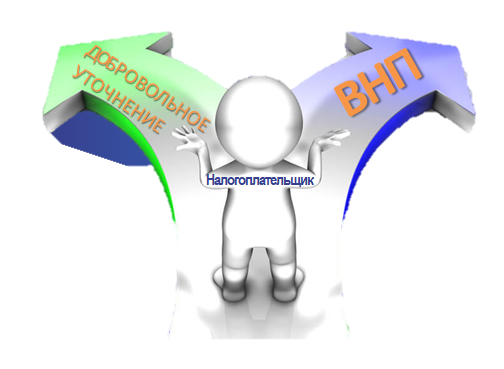 ДОБРОВОЛЬНОЕ
УТОЧНЕНИЕ
ВНП
Налогоплательщик